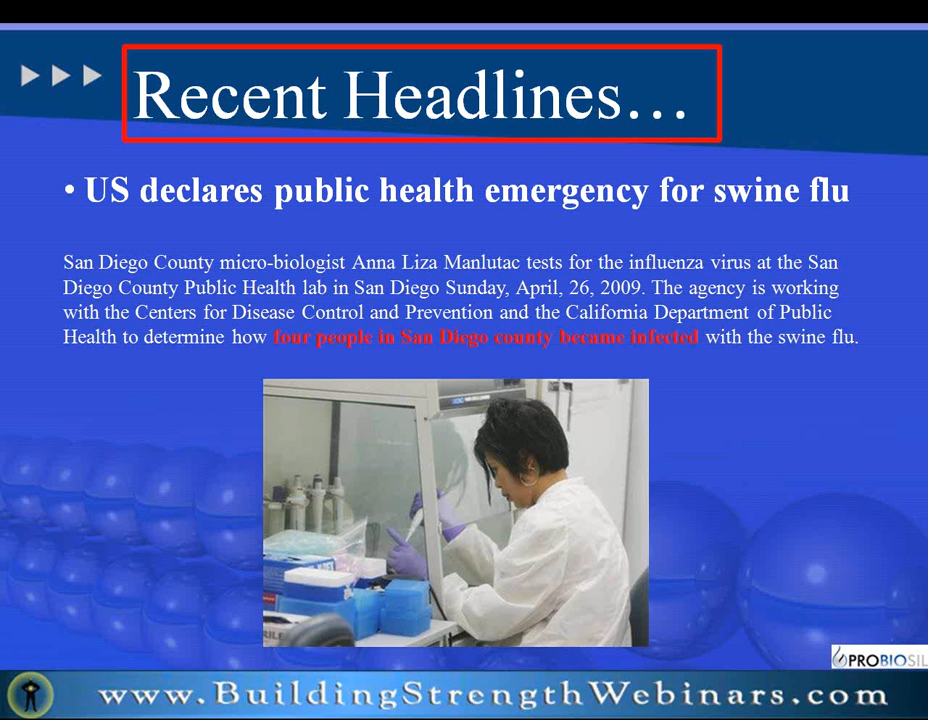 Recent Headlines…
• US declares public health emergency for swine flu
San Diego County micro-biologist Anna Liza Manlutac tests for the influenza virus at the San
Diego County Public Health lab in San Diego Sunday, April, 26, 2009. The agency is working
with the Centers for Disease Control and Prevention and the California Department of Public
Health to determine how four people in San Diego county became infected with the swine flu.
RILE
PROBIOSIL
www.BuildingStrengthWebinars.com